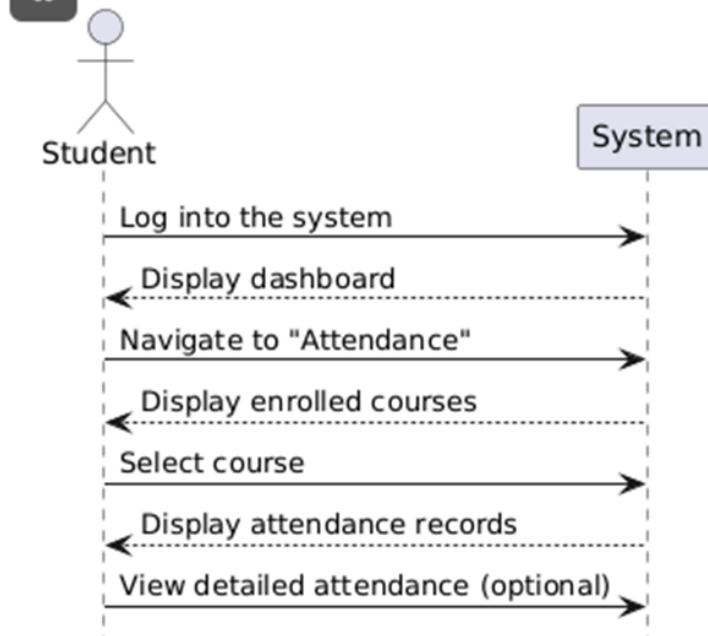 Student
System
Log into the system
Display dashboard
Navigate to "Attendance"
Display enrolled courses
Select course
Display attendance records
View detailed attendance (optional)